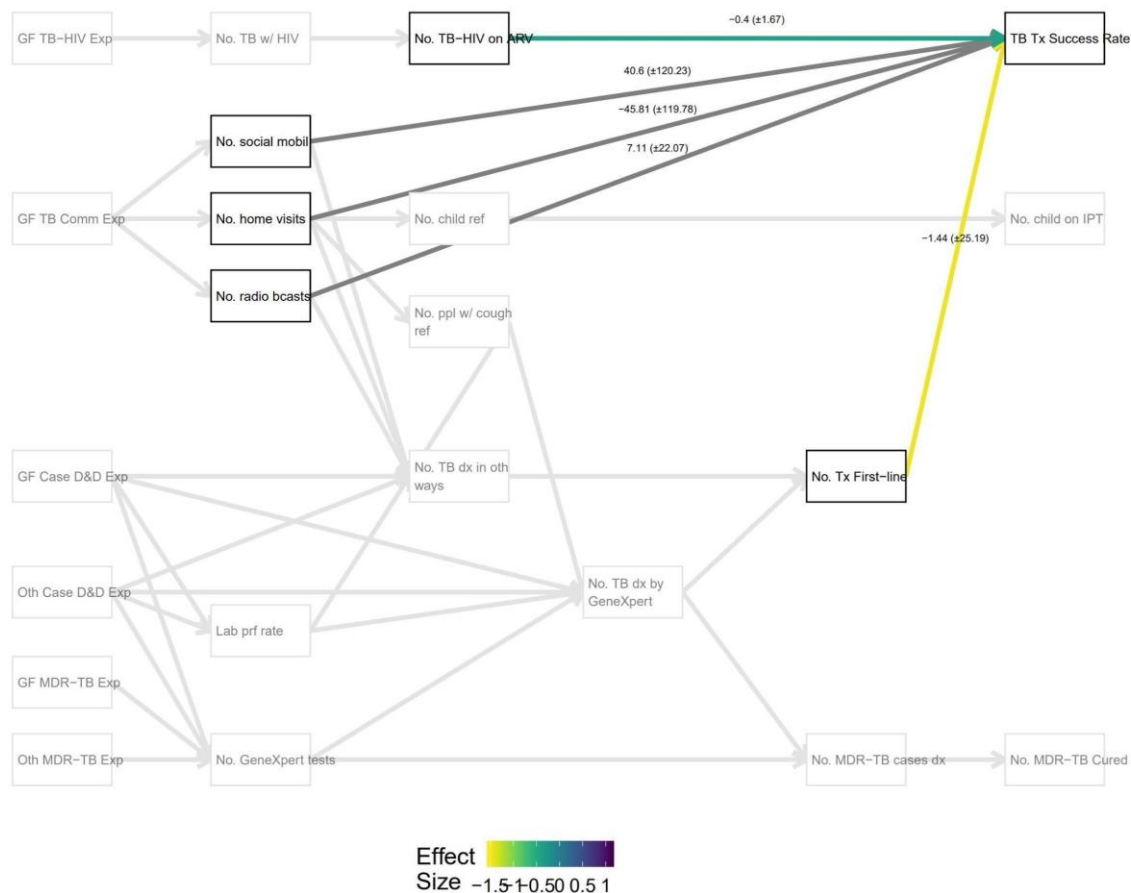 −0.4 (±1.67)
GF TB−HIV Exp
No. TB w/ HIV
No. TB−HIV on ARV
TB Tx Success Rate
40.6 (±120.23)
−45.81 (±119.78)
No. social mobil
7.11 (±22.07)
GF TB Comm Exp
No. home visits
No. child ref
No. child on IPT
−1.44 (±25.19)
No. radio bcasts
No. ppl w/ cough
ref
GF Case D&D Exp
No. TB dx in oth
ways
No. Tx First−line
Oth Case D&D Exp
No. TB dx by
GeneXpert
Lab prf rate
GF MDR−TB Exp
Oth MDR−TB Exp
No. GeneXpert tests
No. MDR−TB cases dx
No. MDR−TB Cured
Effect
Size
−1.5 −1 −0.5 0 0.5 1